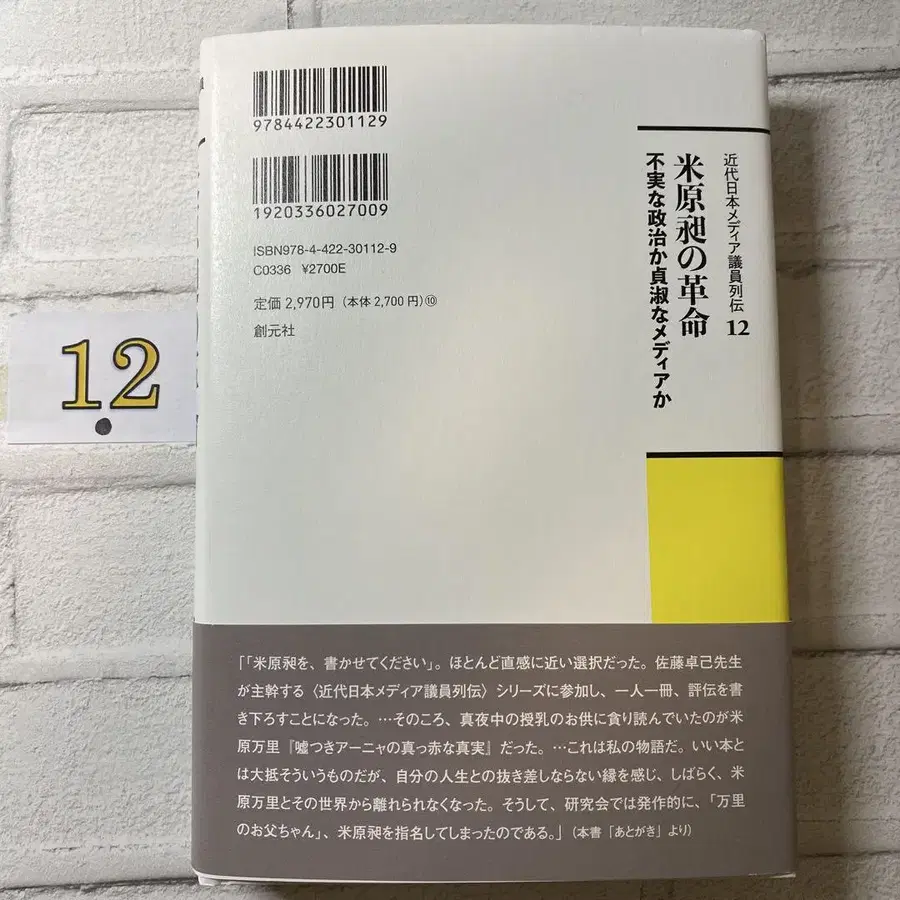 12
9784422301129
1920336027009
ISBN978-4-422-30112-9
C0336 ¥2700E
定価 2,970円(本体 2,700 円)⑩
創元社
近代日本メディア議員列伝 12
米原昶の革命
不実な政治か貞淑なメディアか
「「米原昶を、書かせてください」。ほとんど直感に近い選択だった。佐藤卓己先生
が主幹する〈近代日本メディア議員列伝〉シリーズに参加し、一人一冊、評伝を書
き下ろすことになった。…そのころ、真夜中の授乳のお供に貪り読んでいたのが米
原万里『嘘つきアーニャの真っ赤な真実』だった。…これは私の物語だ。いい本と
は大抵そういうものだが、自分の人生との抜き差しならない縁を感じ、しばらく、米
原万里とその世界から離れられなくなった。そうして、研究会では発作的に、「万里
のお父ちゃん」、米原昶を指名してしまったのである。」(本書「あとがき」より)